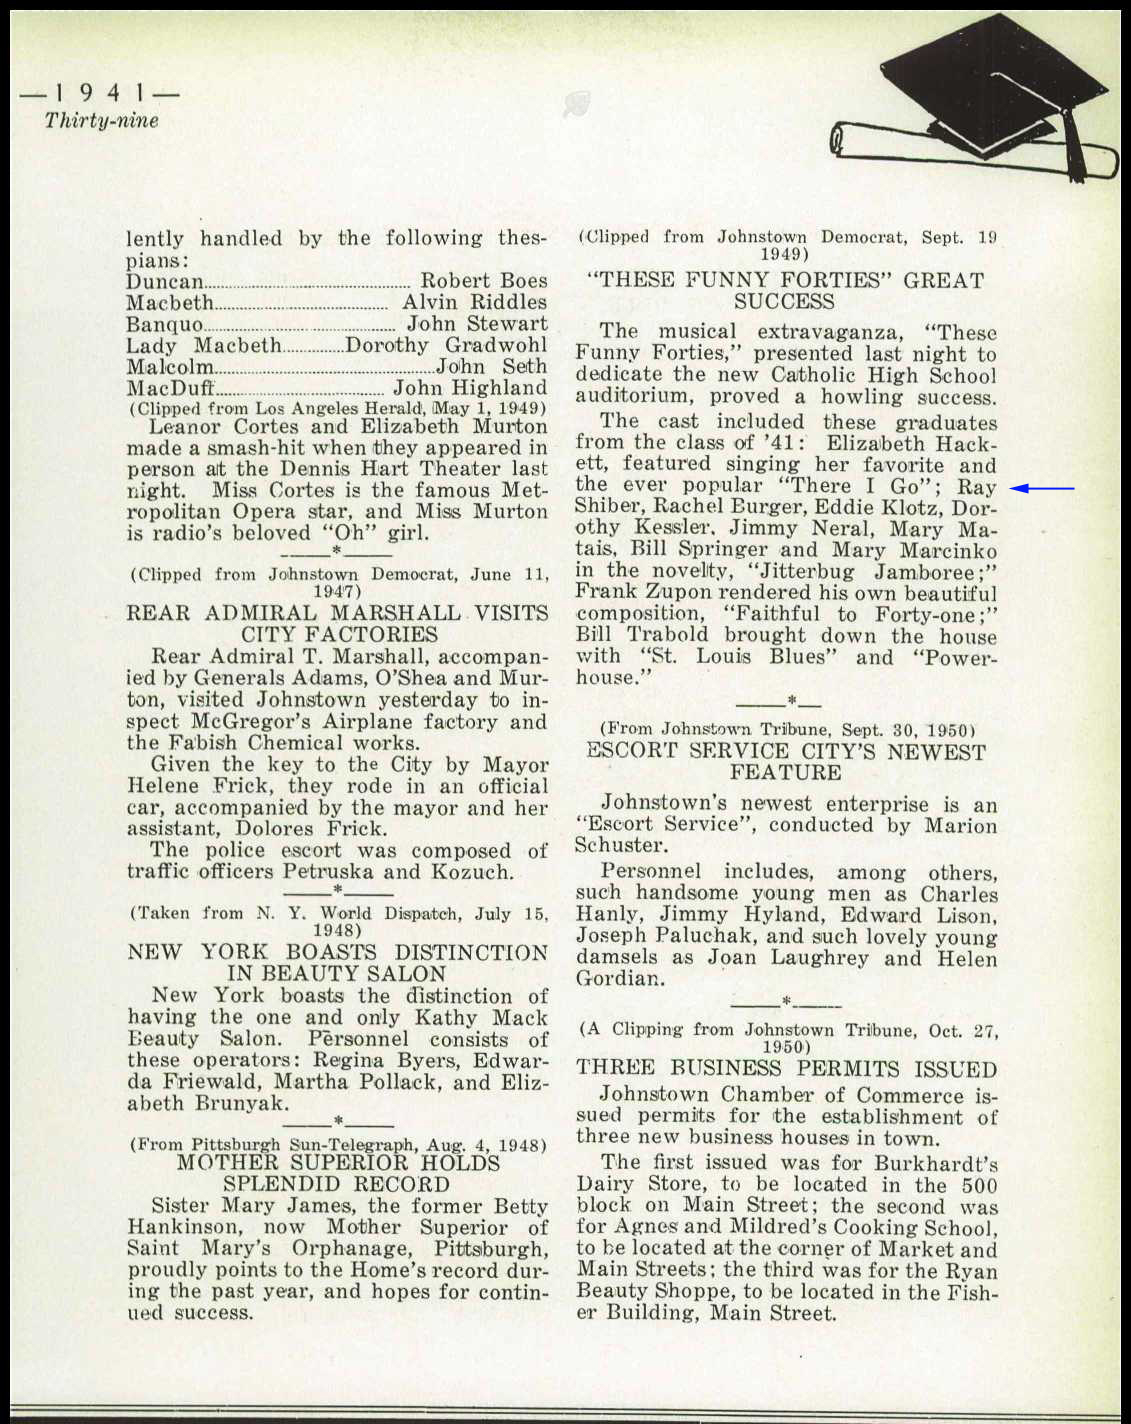 —1 9 4 1—
Thirty-nine
lently handled by the following thes-
pians:
Duncan Robert Boes
Macbeth Alvin Riddles
Banquo John Stewart
Lady Macbeth Dorothy Gradwohl
Malcolm John Seth
MacDuff John Highland
(Clipped from Los Angeles Herald, May 1, 1949)
Leanor Cortes and Elizabeth Murton
made a smash-hit when they appeared in
person at the Dennis Hart Theater last
night. Miss Cortes is the famous Met-
ropolitan Opera star, and Miss Murton
is radio's beloved "Oh" girl.
*
(Clipped from Johnstown Democrat, June 11,
1947)
REAR ADMIRAL MARSHALL VISITS
CITY FACTORIES
Rear Admiral T. Marshall, accompan-
ied by Generals Adams, O'Shea and Mur-
ton, visited Johnstown yesterday to in-
spect McGregor's Airplane factory and
the Fabish Chemical works.
Given the key to the City by Mayor
Helene Frick, they rode in an official
car, accompanied by the mayor and her
assistant, Dolores Frick.
The police escort was composed of
traffic officers Petruska and Kozuch.
*
(Taken from N. Y. World Dispatch, July 15,
1948)
NEW YORK BOASTS DISTINCTION
IN BEAUTY SALON
New York boasts the distinction of
having the one and only Kathy Mack
Beauty Salon. Personnel consists of
these operators: Regina Byers, Edwar-
da Friewald, Martha Pollack, and Eliz-
abeth Brunyak.
*
(From Pittsburgh Sun-Telegraph, Aug. 4, 1948)
MOTHER SUPERIOR HOLDS
SPLENDID RECORD
Sister Mary James, the former Betty
Hankinson, now Mother Superior of
Saint Mary's Orphanage, Pittsburgh,
proudly points to the Home's record dur-
ing the past year, and hopes for contin-
ued success.
(Clipped from Johnstown Democrat, Sept. 19
1949)
"THESE FUNNY FORTIES" GREAT
SUCCESS
The musical extravaganza, "These
Funny Forties," presented last night to
dedicate the new Catholic High School
auditorium, proved a howling success.
The cast included these graduates
from the class of '41: Elizabeth Hack-
ett, featured singing her favorite and
the ever popular "There I Go"; Ray
Shiber, Rachel Burger, Eddie Klotz, Dor-
othy Kessler, Jimmy Neral, Mary Ma-
tais, Bill Springer and Mary Marcinko
in the novelty, "Jitterbug Jamboree;"
Frank Zupon rendered his own beautiful
composition, "Faithful to Forty-one;"
Bill Trabold brought down the house
with "St. Louis Blues" and "Power-
house."
*
(From Johnstown Tribune, Sept. 30, 1950)
ESCORT SERVICE CITY'S NEWEST
FEATURE
Johnstown's newest enterprise is an
"Escort Service", conducted by Marion
Schuster.
Personnel includes, among others,
such handsome young men as Charles
Hanly, Jimmy Hyland, Edward Lison,
Joseph Paluchak, and such lovely young
damsels as Joan Laughrey and Helen
Gordian.
*
(A Clipping from Johnstown Tribune, Oct. 27,
1950)
THREE BUSINESS PERMITS ISSUED
Johnstown Chamber of Commerce is-
sued permits for the establishment of
three new business houses in town.
The first issued was for Burkhardt's
Dairy Store, to be located in the 500
block on Main Street; the second was
for Agnes and Mildred's Cooking School,
to be located at the corner of Market and
Main Streets; the third was for the Ryan
Beauty Shoppe, to be located in the Fish-
er Building, Main Street.